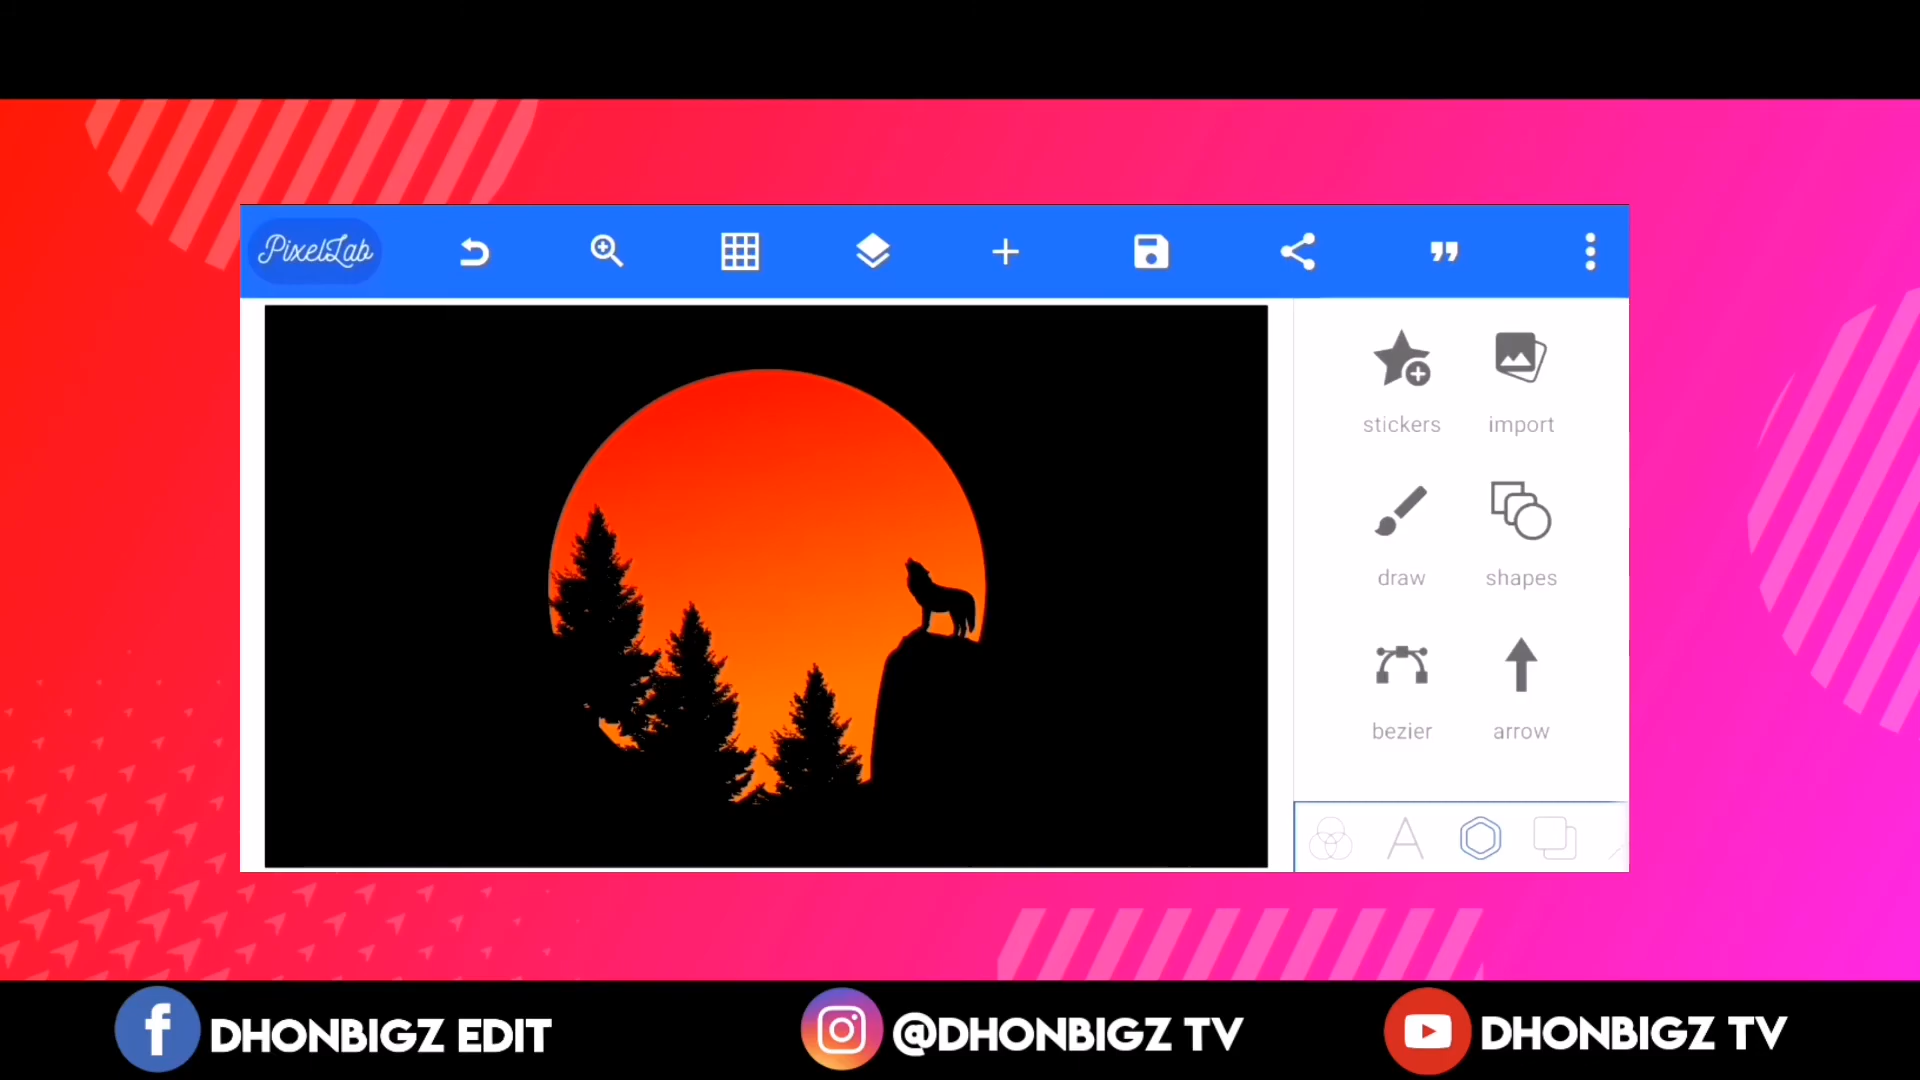 PixelLab
stickers import
draw shapes
bezier arrow
DHONBIGZ EDIT @DHONBIGZ TV DHONBIGZ TV